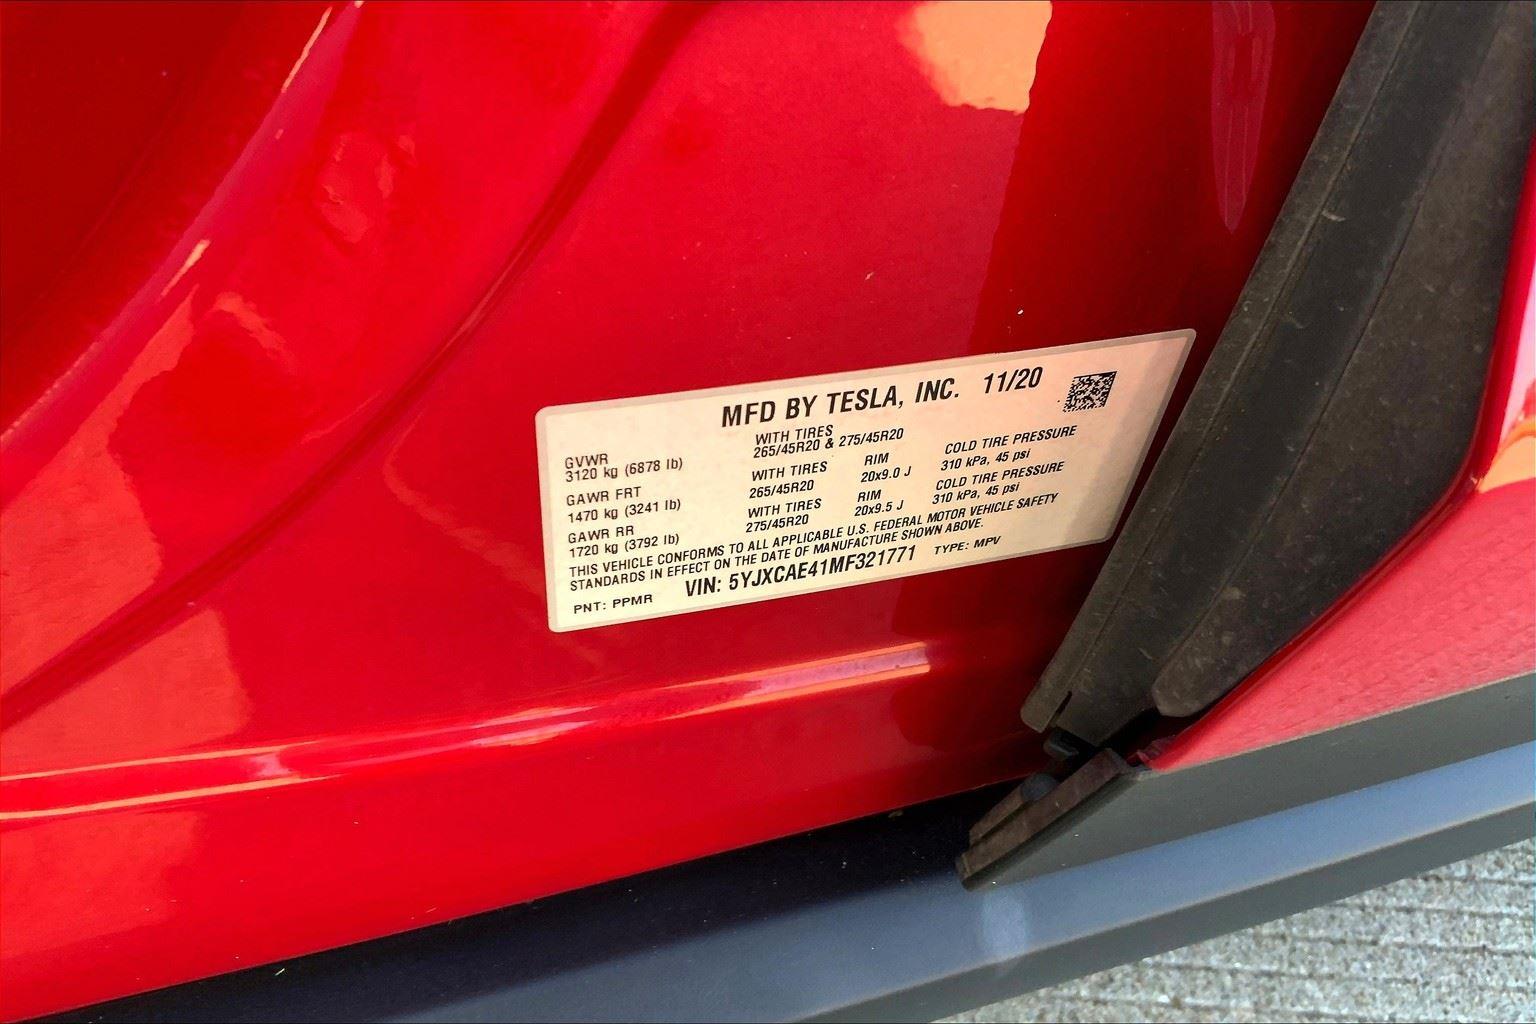 MFD BY TESLA, INC. 11/20
GVWR
3120 kg (6878 lb)
WITH TIRES
265/45R20 & 275/45R20
GAWR FRT
1470 kg (3241 lb)
WITH TIRES
265/45R20
RIM
20x9.0 J
COLD TIRE PRESSURE
310 kPa, 45 psi
GAWR RR
1720 kg (3792 lb)
WITH TIRES
275/45R20
RIM
20x9.5 J
COLD TIRE PRESSURE
310 kPa, 45 psi
THIS VEHICLE CONFORMS TO ALL APPLICABLE U.S. FEDERAL MOTOR VEHICLE SAFETY
STANDARDS IN EFFECT ON THE DATE OF MANUFACTURE SHOWN ABOVE.
PNT: PPMR VIN: 5YJXCAE41MF321771 TYPE: MPV